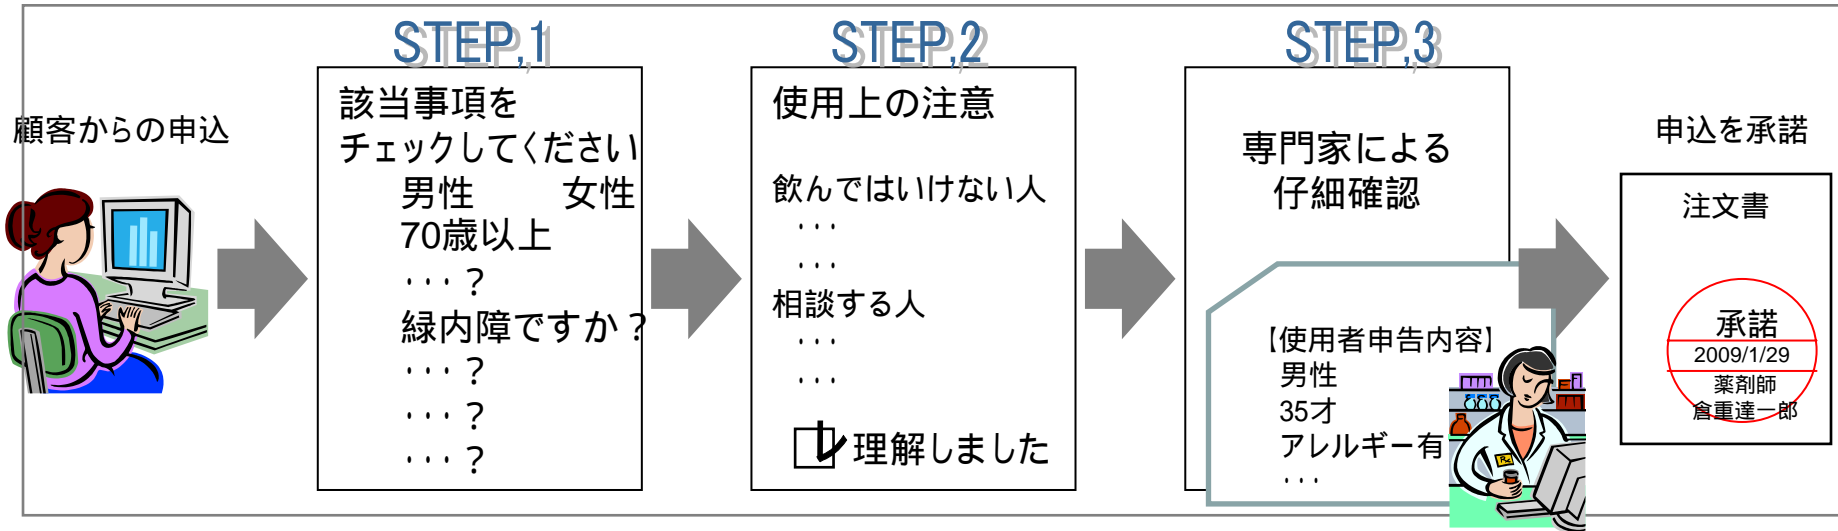 顧客からの申込
STEP,1
該当事項を
チェックしてください
男性 女性
70歳以上
・・・?
緑内障ですか?
・・・?
・・・?
・・・?
STEP,2
使用上の注意
飲んではいけない人
・・・
・・・
相談する人
・・・
・・・
理解しました
STEP,3
専門家による
仔細確認
【使用者申告内容】
男性
35才
アレルギー有
・・・
申込を承諾
注文書
承諾
2009/1/29
薬剤師
倉重達一郎